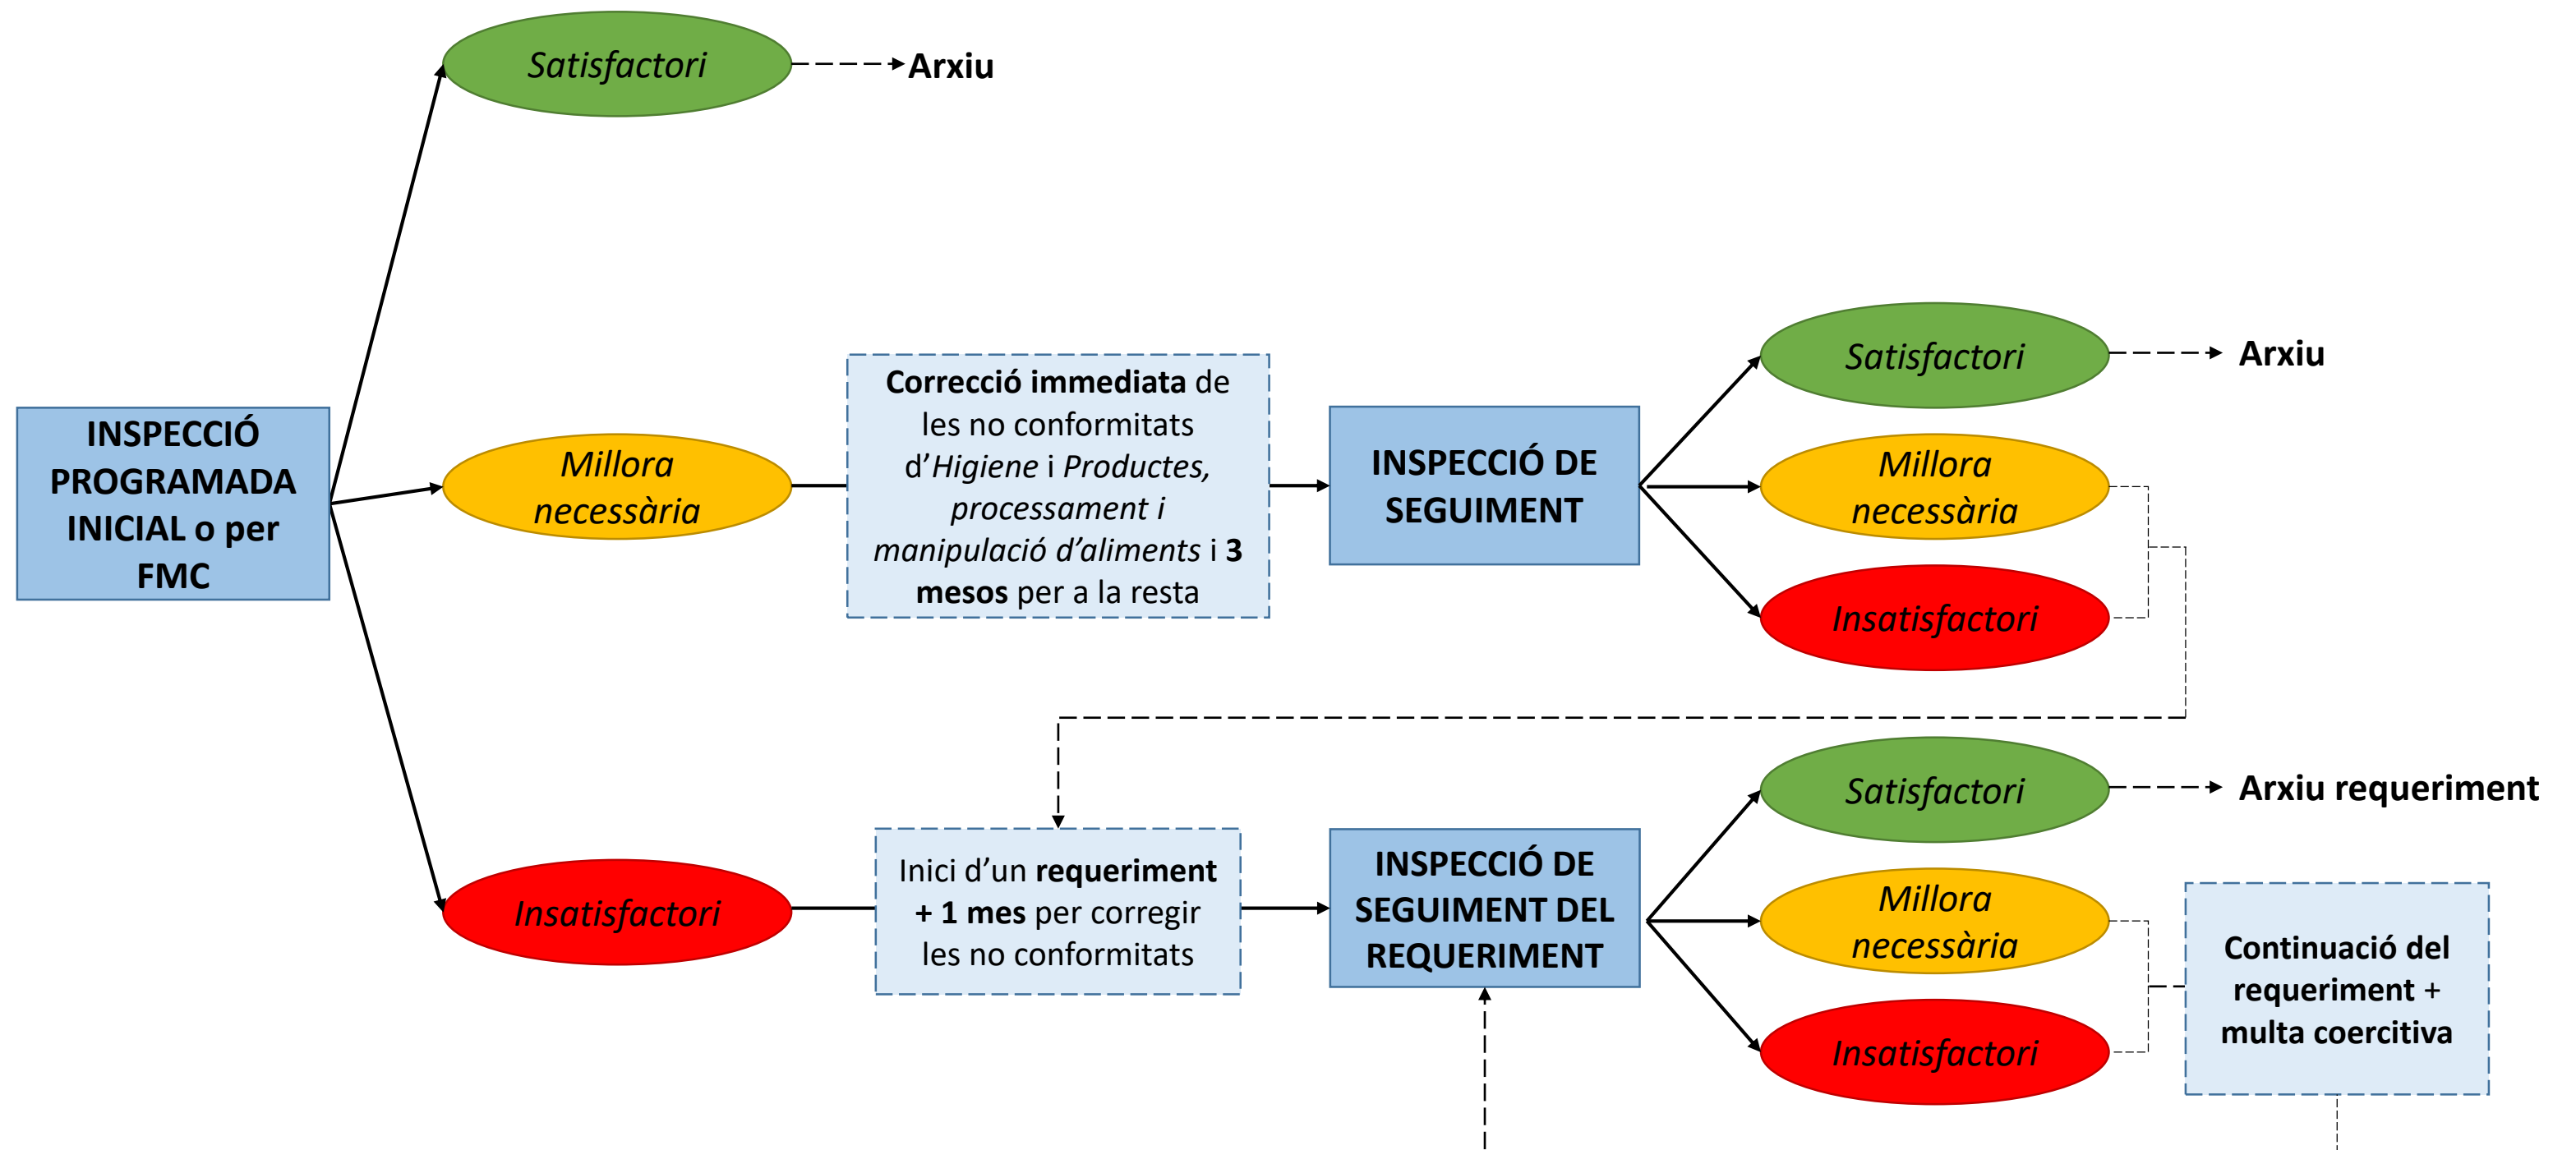 Satisfactori
Arxiu
INSPECCIÓ
PROGRAMADA
INICIAL o per
FMC
Millora
necessària
Correcció immediata de
les no conformitats
d’Higiene i Productes,
processament i
manipulació d’aliments i 3
mesos per a la resta
INSPECCIÓ DE
SEGUIMENT
Satisfactori
Arxiu
Millora
necessària
Insatisfactori
Insatisfactori
Inici d’un requeriment
+ 1 mes per corregir
les no conformitats
INSPECCIÓ DE
SEGUIMENT DEL
REQUERIMENT
Satisfactori
Arxiu requeriment
Millora
necessària
Insatisfactori
Continuació del
requeriment +
multa coercitiva